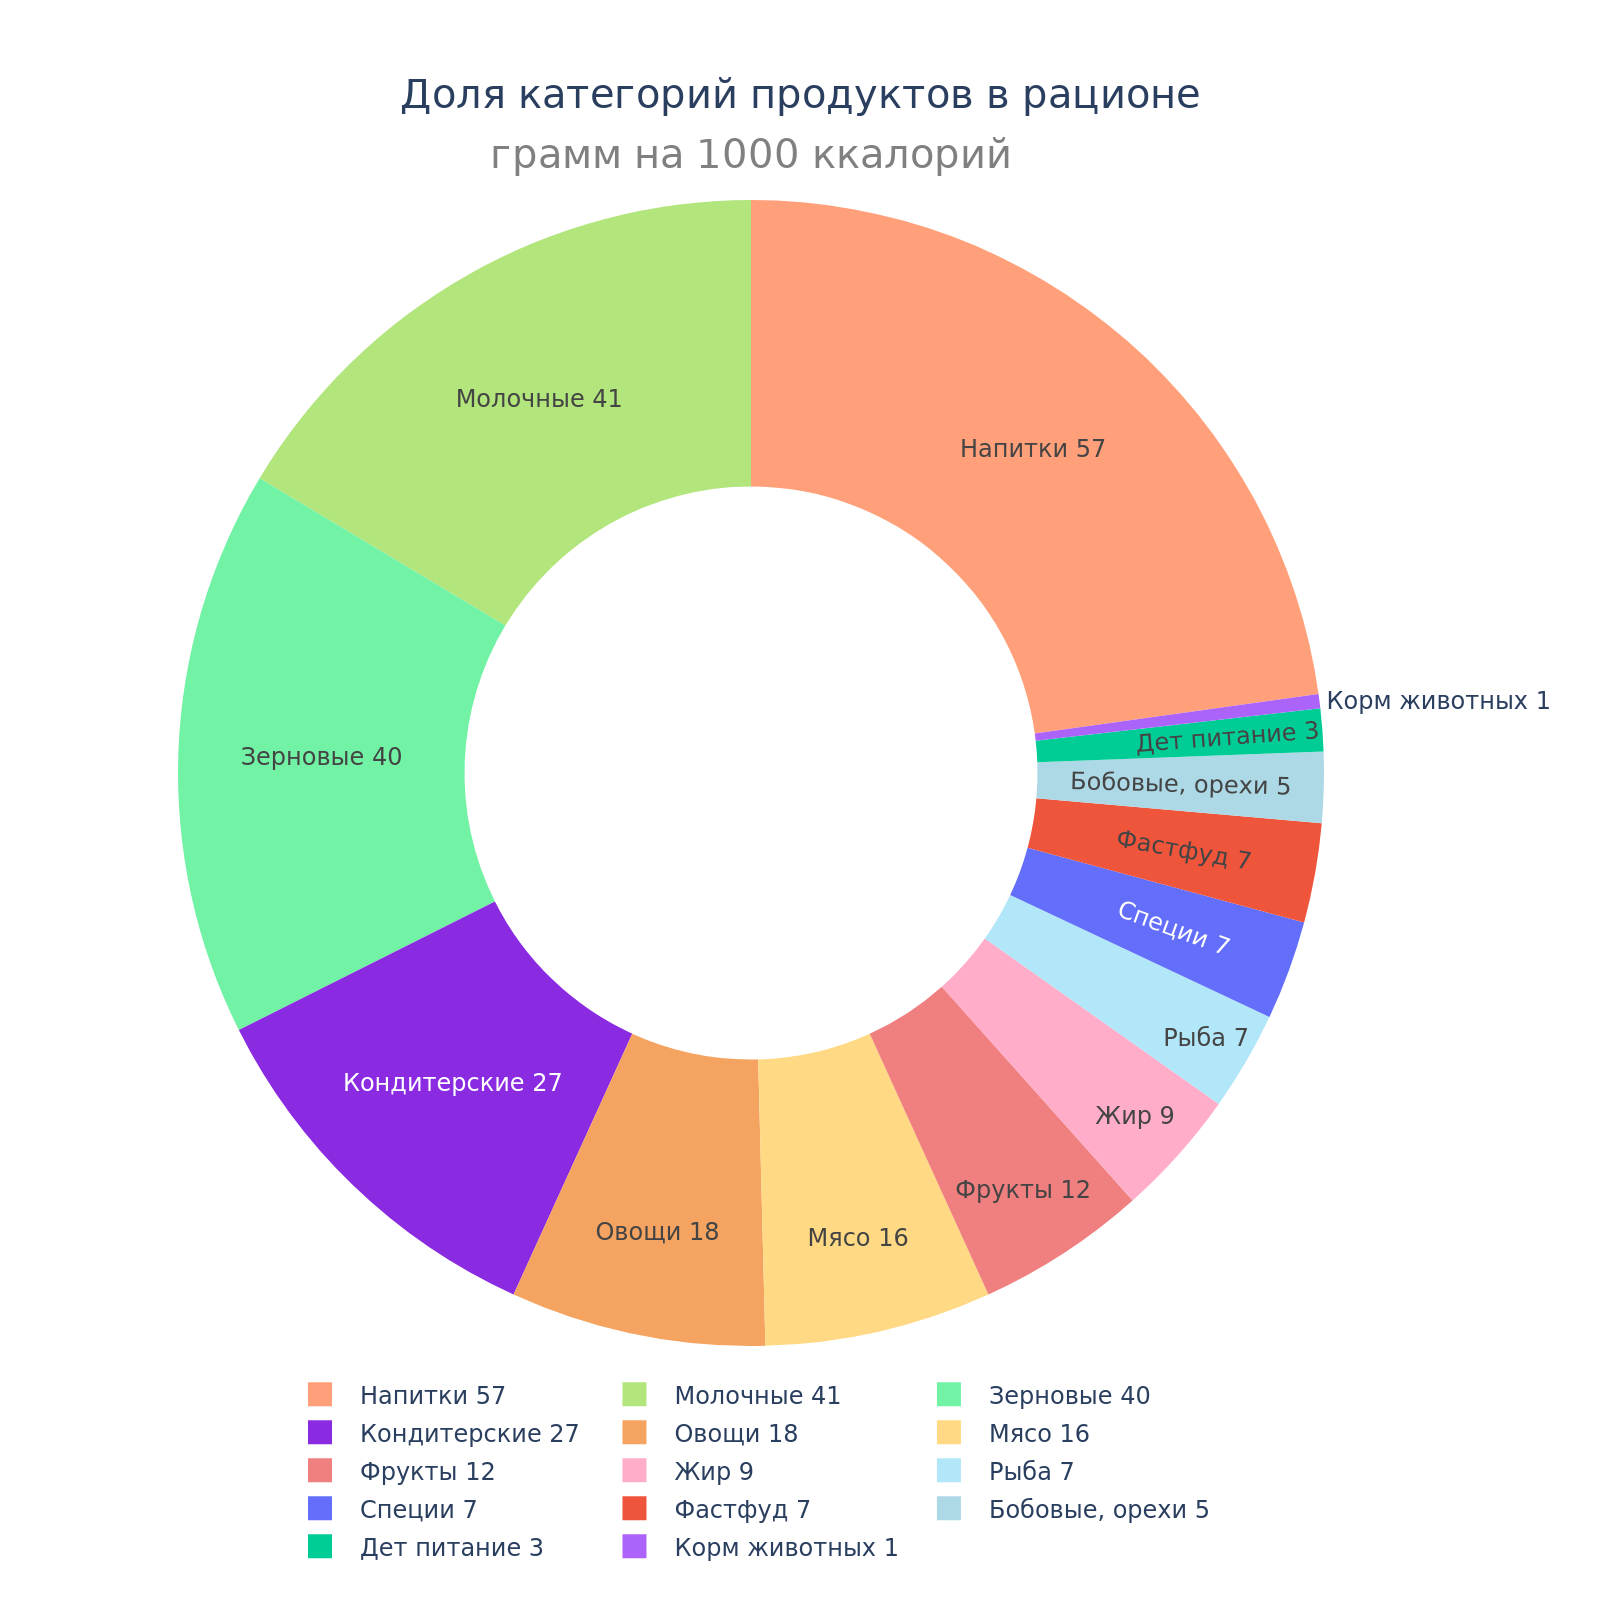 Доля категорий продуктов в рационе
грамм на 1000 ккалорий
Молочные 41
Напитки 57
Корм животных 1
Дет питание 3
Зерновые 40
Бобовые, орехи 5
Фастфуд 7
Специи 7
Рыба 7
Кондитерские 27
Жир 9
Фрукты 12
Овощи 18
Мясо 16
Напитки 57
Молочные 41
Зерновые 40
Кондитерские 27
Овощи 18
Мясо 16
Фрукты 12
Жир 9
Рыба 7
Специи 7
Фастфуд 7
Бобовые, орехи 5
Дет питание 3
Корм животных 1